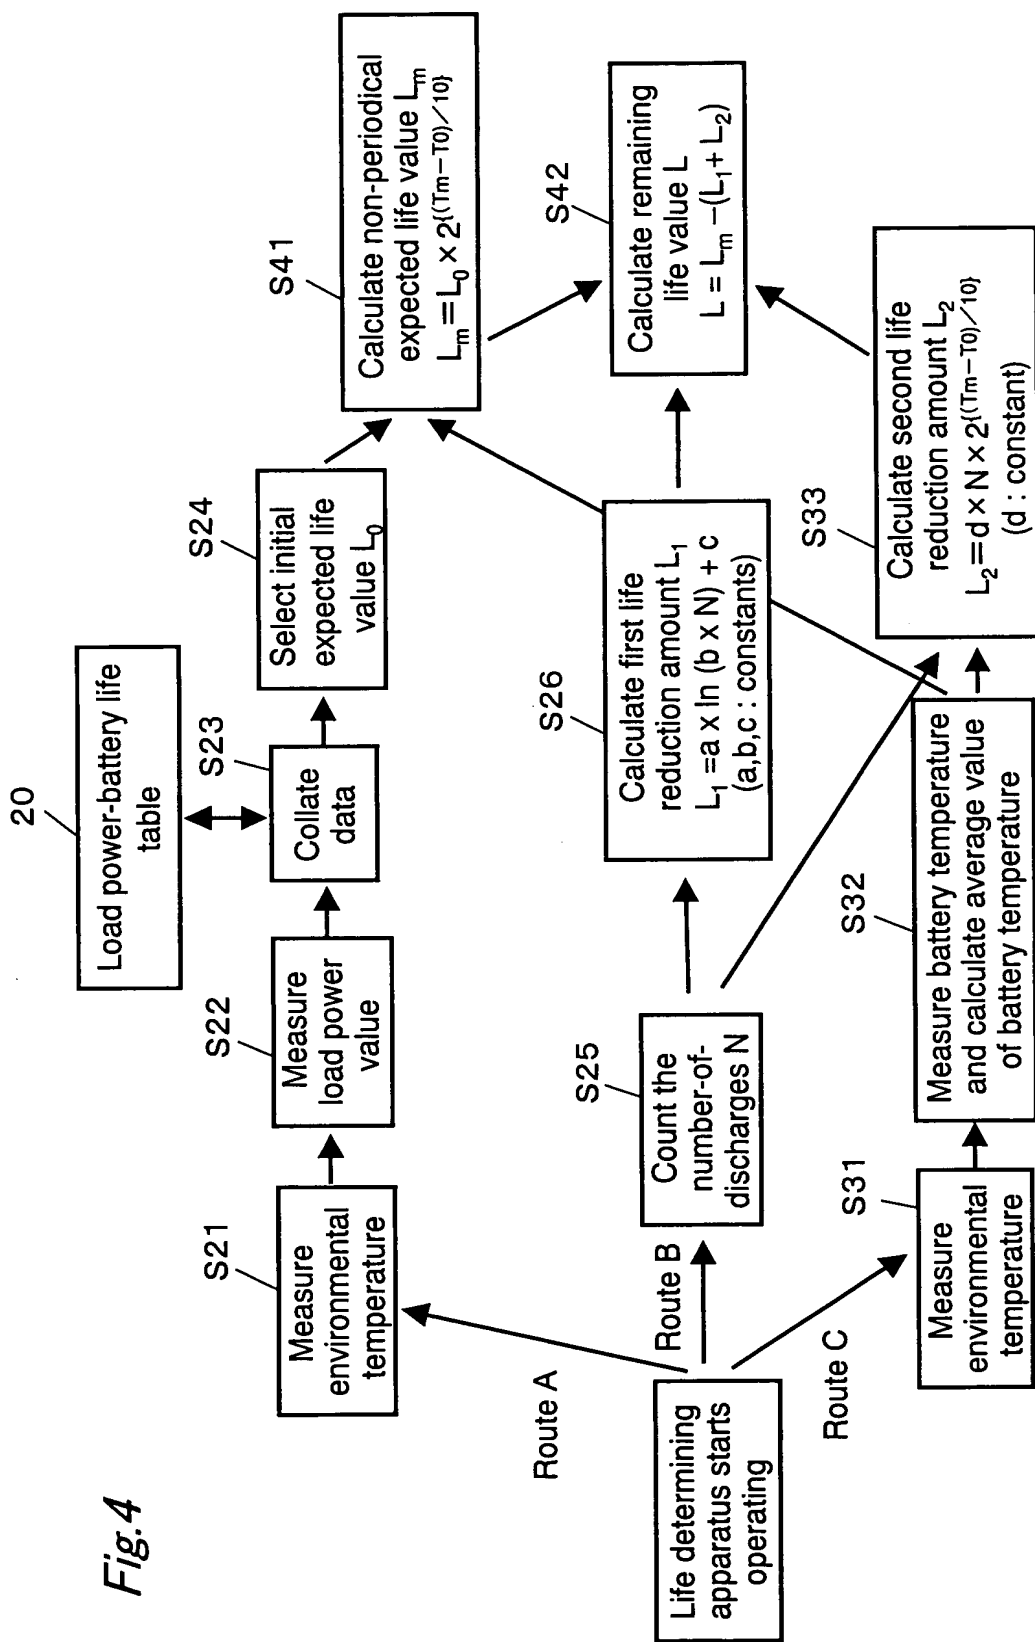 Fig.4
Life determining
apparatus starts
operating
Route A
Route B
Route C
S21
Measure
environmental
temperature
S22
Measure
load power
value
20
Load power-battery life
table
S23
Collate
data
S24
Select initial
expected life
value L₀
S41
Calculate non-periodical
expected life value Lₘ
Lₘ=L₀ × 2^{(Tm−T0)/10}
S25
Count the
number-of-
discharges N
S26
Calculate first life
reduction amount L₁
L₁=a x ln (b x N) + c
(a,b,c : constants)
S42
Calculate remaining
life value L
L = Lₘ −(L₁+ L₂)
S31
Measure
environmental
temperature
S32
Measure battery temperature
and calculate average value
of battery temperature
S33
Calculate second life
reduction amount L₂
L₂= d × N × 2^{(Tm−T0)/10}
(d : constant)